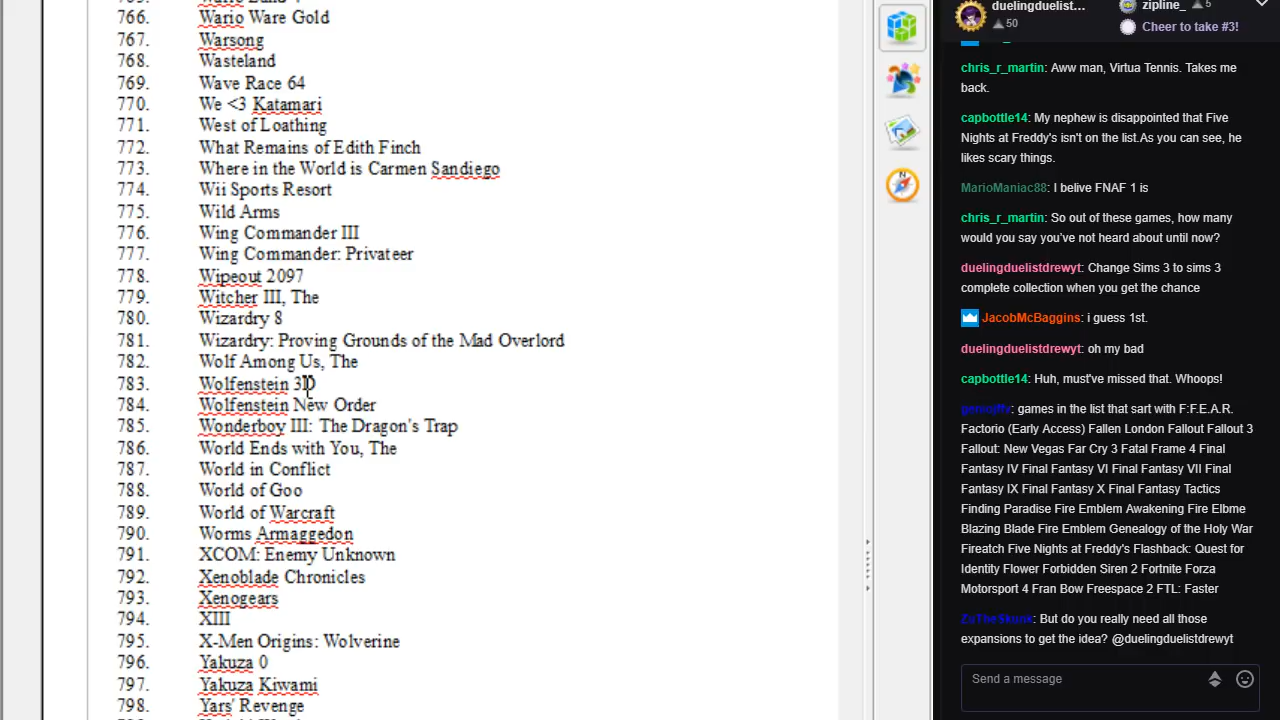 766. Wario Ware Gold
767. Warsong
768. Wasteland
769. Wave Race 64
770. We <3 Katamari
771. West of Loathing
772. What Remains of Edith Finch
773. Where in the World is Carmen Sandiego
774. Wii Sports Resort
775. Wild Arms
776. Wing Commander III
777. Wing Commander: Privateer
778. Wipeout 2097
779. Witcher III, The
780. Wizardry 8
781. Wizardry: Proving Grounds of the Mad Overlord
782. Wolf Among Us, The
783. Wolfenstein 3D
784. Wolfenstein New Order
785. Wonderboy III: The Dragon's Trap
786. World Ends with You, The
787. World in Conflict
788. World of Goo
789. World of Warcraft
790. Worms Armaggedon
791. XCOM: Enemy Unknown
792. Xenoblade Chronicles
793. Xenogears
794. XIII
795. X-Men Origins: Wolverine
796. Yakuza 0
797. Yakuza Kiwami
798. Yars' Revenge
duelingduelist...
50
zipline_ 5
Cheer to take #3!
chris_r_martin: Aww man, Virtua Tennis. Takes me
back.
capbottle14: My nephew is disappointed that Five
Nights at Freddy's isn't on the list.As you can see, he
likes scary things.
MarioManiac88: I belive FNAF 1 is
chris_r_martin: So out of these games, how many
would you say you've not heard about until now?
duelingduelistdrewyt: Change Sims 3 to sims 3
complete collection when you get the chance
JacobMcBaggins: i guess 1st.
duelingduelistdrewyt: oh my bad
capbottle14: Huh, must've missed that. Whoops!
games in the list that sart with F:F.E.A.R.
Factorio (Early Access) Fallen London Fallout Fallout 3
Fallout: New Vegas Far Cry 3 Fatal Frame 4 Final
Fantasy IV Final Fantasy VI Final Fantasy VII Final
Fantasy IX Final Fantasy X Final Fantasy Tactics
Finding Paradise Fire Emblem Awakening Fire Elbme
Blazing Blade Fire Emblem Genealogy of the Holy War
Fireatch Five Nights at Freddy's Flashback: Quest for
Identity Flower Forbidden Siren 2 Fortnite Forza
Motorsport 4 Fran Bow Freespace 2 FTL: Faster
ZuTheSkunk: But do you really need all those
expansions to get the idea? @duelingduelistdrewyt
Send a message